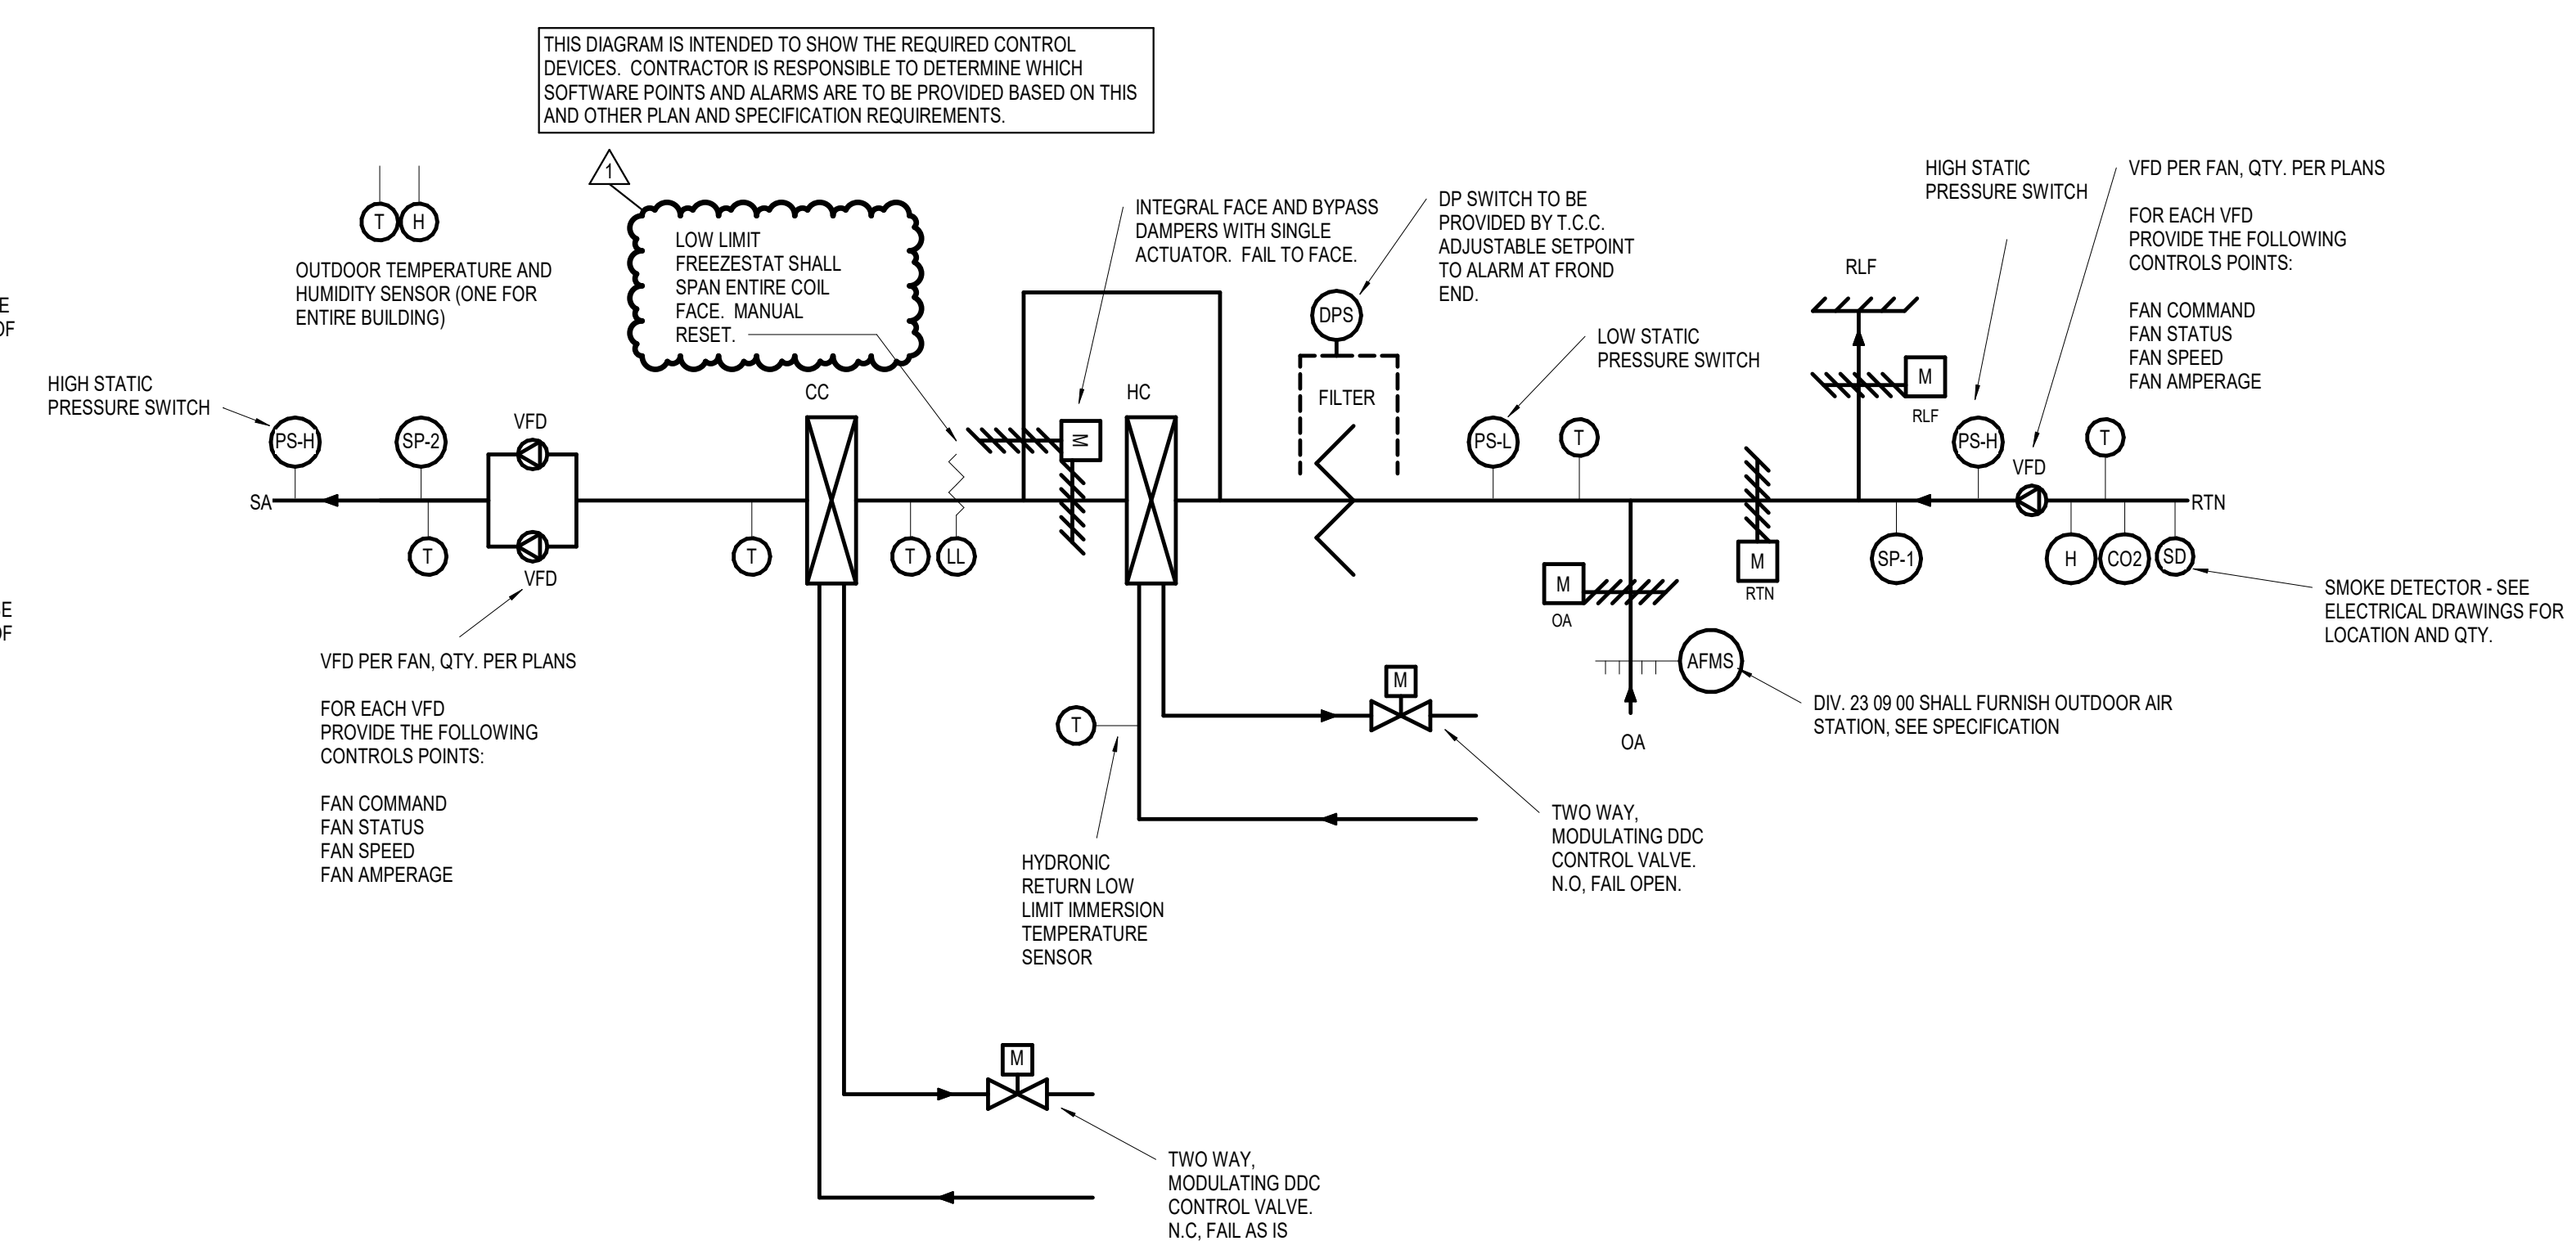 THIS DIAGRAM IS INTENDED TO SHOW THE REQUIRED CONTROL
DEVICES. CONTRACTOR IS RESPONSIBLE TO DETERMINE WHICH
SOFTWARE POINTS AND ALARMS ARE TO BE PROVIDED BASED ON THIS
AND OTHER PLAN AND SPECIFICATION REQUIREMENTS.
1
T
H
OUTDOOR TEMPERATURE AND
HUMIDITY SENSOR (ONE FOR
ENTIRE BUILDING)
LOW LIMIT
FREEZESTAT SHALL
SPAN ENTIRE COIL
FACE. MANUAL
RESET.
INTEGRAL FACE AND BYPASS
DAMPERS WITH SINGLE
ACTUATOR. FAIL TO FACE.
DP SWITCH TO BE
PROVIDED BY T.C.C.
ADJUSTABLE SETPOINT
TO ALARM AT FROND
END.
DPS
FILTER
LOW STATIC
PRESSURE SWITCH
RLF
M
RLF
HIGH STATIC
PRESSURE SWITCH
VFD PER FAN, QTY. PER PLANS
FOR EACH VFD
PROVIDE THE FOLLOWING
CONTROLS POINTS:
FAN COMMAND
FAN STATUS
FAN SPEED
FAN AMPERAGE
E
OF
HIGH STATIC
PRESSURE SWITCH
PS-H
SP-2
VFD
CC
M
HC
PS-L
T
PS-H
VFD
T
SA
RTN
T
VFD
T
T
LL
M
OA
M
RTN
SP-1
H
CO2
SD
SMOKE DETECTOR - SEE
ELECTRICAL DRAWINGS FOR
LOCATION AND QTY.
E
OF
VFD PER FAN, QTY. PER PLANS
FOR EACH VFD
PROVIDE THE FOLLOWING
CONTROLS POINTS:
FAN COMMAND
FAN STATUS
FAN SPEED
FAN AMPERAGE
AFMS
DIV. 23 09 00 SHALL FURNISH OUTDOOR AIR
STATION, SEE SPECIFICATION
OA
M
T
TWO WAY,
MODULATING DDC
CONTROL VALVE.
N.O, FAIL OPEN.
HYDRONIC
RETURN LOW
LIMIT IMMERSION
TEMPERATURE
SENSOR
M
TWO WAY,
MODULATING DDC
CONTROL VALVE.
N.C, FAIL AS IS